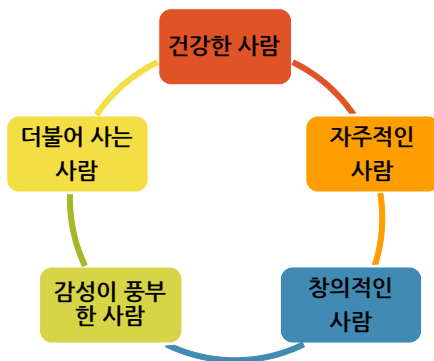 건강한 사람
자주적인
사람
창의적인
사람
감성이 풍부
한 사람
더불어 사는
사람